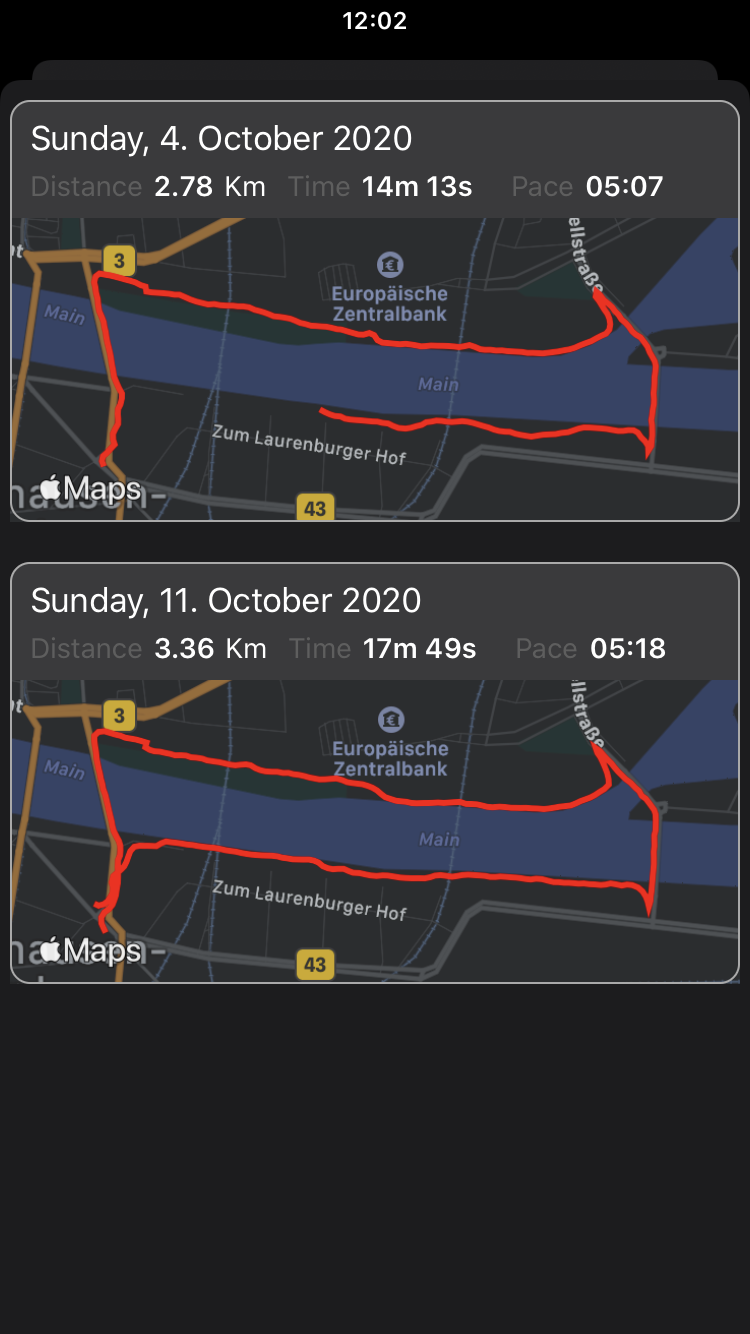 12:02
Sunday, 4. October 2020
Distance 2.78 Km Time 14m 13s Pace 05:07
3
ellstraße
Main
Europäische
Zentralbank
Main
Zum Laurenburger Hof
Maps
43
Sunday, 11. October 2020
Distance 3.36 Km Time 17m 49s Pace 05:18
3
ellstraße
Main
Europäische
Zentralbank
Main
Zum Laurenburger Hof
Maps
43